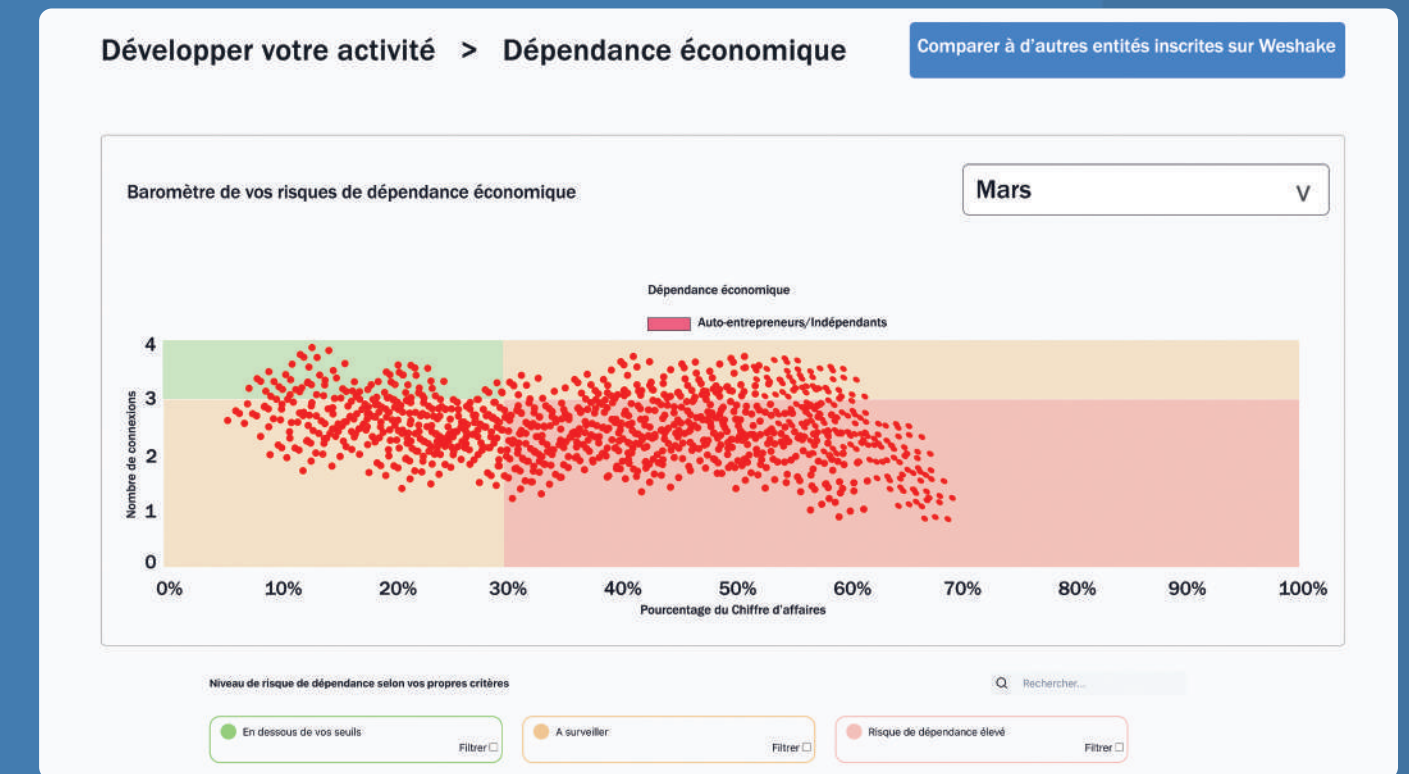 Développer votre activité > Dépendance économique
Comparer à d'autres entités inscrites sur Weshake
Baromètre de vos risques de dépendance économique
Mars
V
Dépendance économique
Auto-entrepreneurs/Indépendants
4
3
2
1
0
Nombre de connexions
0% 10% 20% 30% 40% 50% 60% 70% 80% 90% 100%
Pourcentage du Chiffre d'affaires
Niveau de risque de dépendance selon vos propres critères
Rechercher...
En dessous de vos seuils
Filtrer
A surveiller
Filtrer
Risque de dépendance élevé
Filtrer